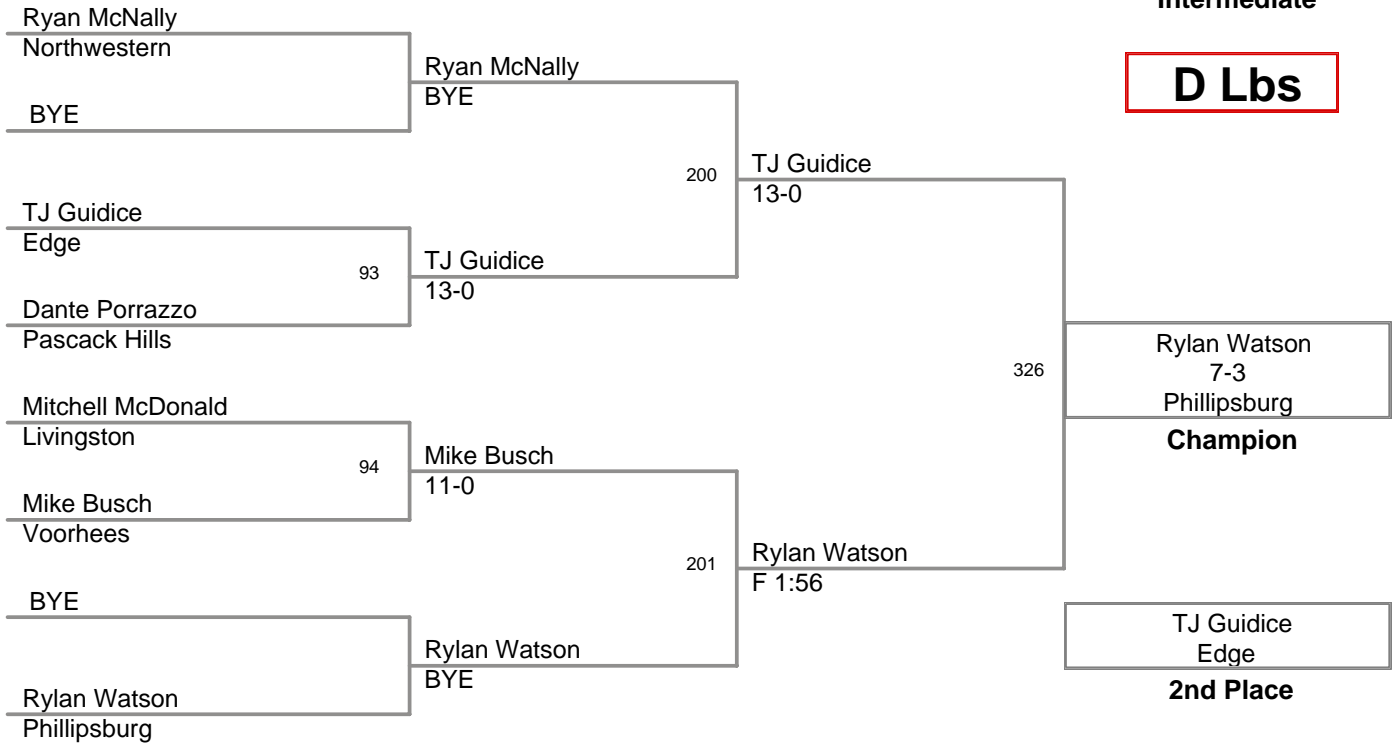 Intermediate
D Lbs
Ryan McNally
Northwestern
BYE
TJ Guidice
Edge
93
Dante Porrazzo
Pascack Hills
Mitchell McDonald
Livingston
94
Mike Busch
Voorhees
BYE
Rylan Watson
Phillipsburg
Ryan McNally
BYE
200
TJ Guidice
13-0
Mike Busch
11-0
201
Rylan Watson
BYE
TJ Guidice
13-0
326
Rylan Watson
F 1:56
Rylan Watson
7-3
Phillipsburg
Champion
TJ Guidice
Edge
2nd Place